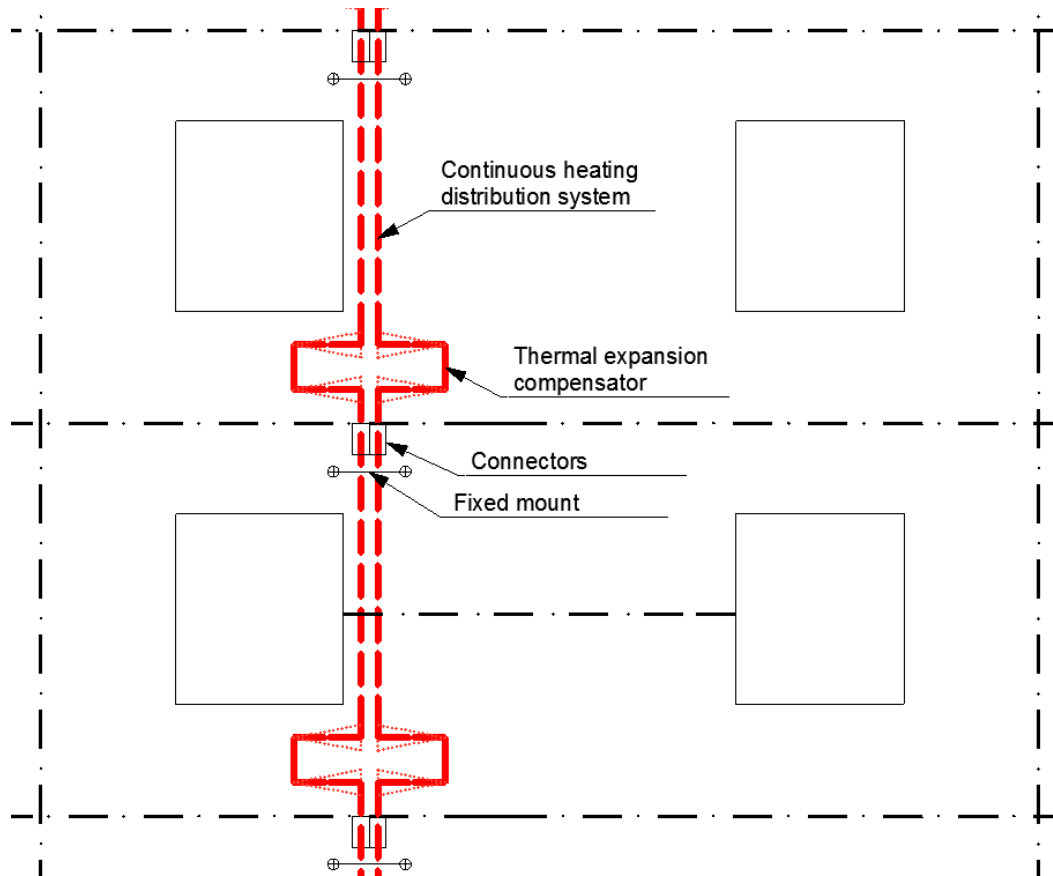 Continuous heating
distribution system
Thermal expansion
compensator
Connectors
Fixed mount